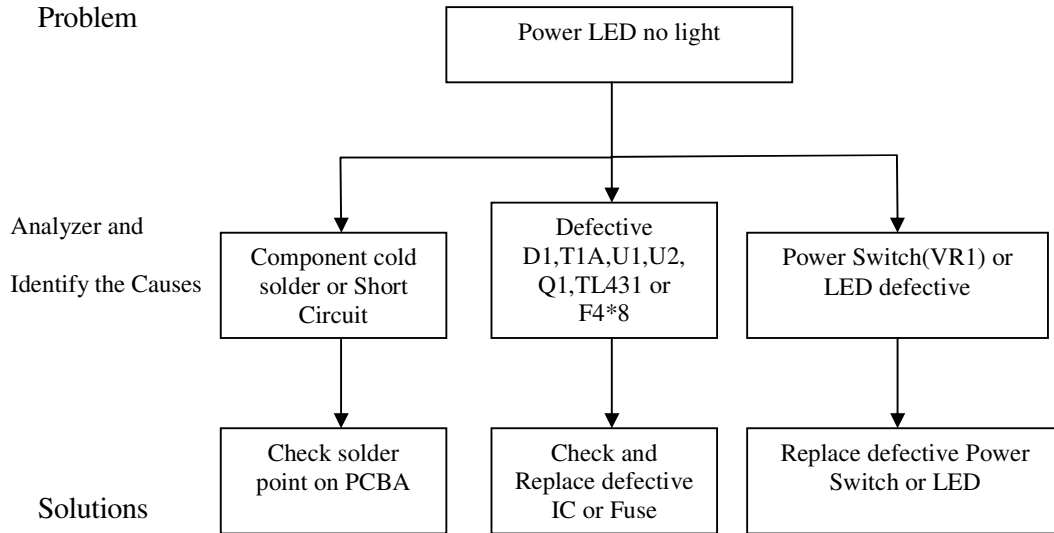 Problem
Power LED no light
Analyzer and
Identify the Causes
Component cold
solder or Short
Circuit
Defective
D1,T1A,U1,U2,
Q1,TL431 or
F4*8
Power Switch(VR1) or
LED defective
Solutions
Check solder
point on PCBA
Check and
Replace defective
IC or Fuse
Replace defective Power
Switch or LED